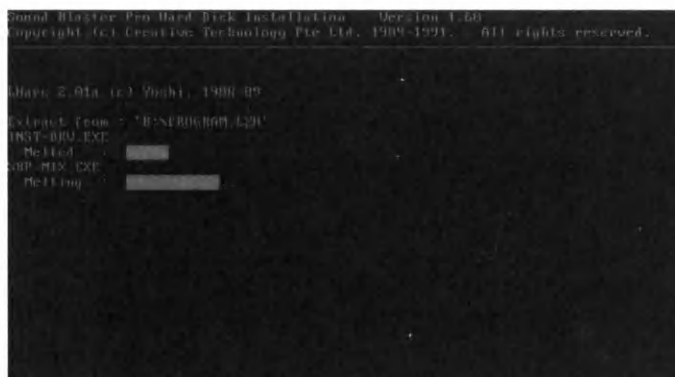 Sound Blaster Pro Hard Disk Installation Version 1.60
Copyright (c) Creative Technology Pte Ltd, 1989-1991. All rights reserved.
LHarc 2.01a (c) Yoshi, 1988-89
Extract from : 'B:\PROGRAM.LZH'
INST-DRV.EXE
Melted :
SBP-MIX.EXE
Melting :